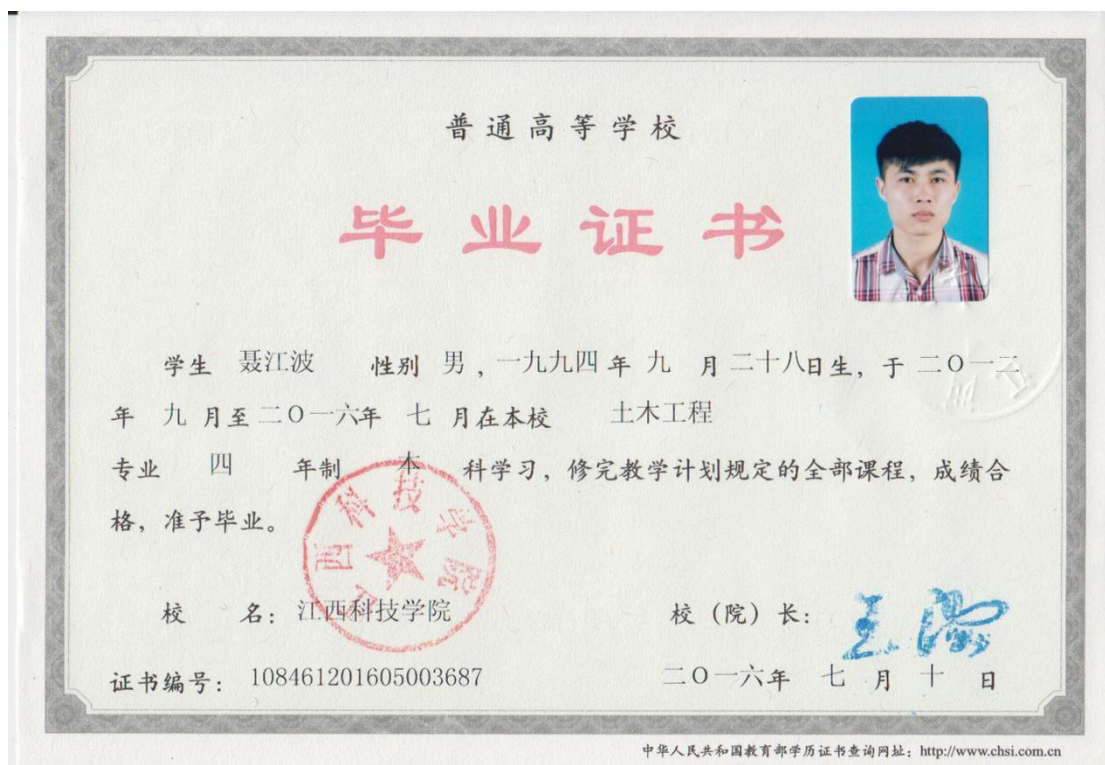 普通高等学校
毕业证书
学生 聂江波 性别 男，一九九四年 九 月二十八日生，于 二〇一二
年 九 月至二〇一六年 七 月在本校 土木工程
专业 四 年制 本 科学习，修完教学计划规定的全部课程，成绩合
格，准予毕业。
江西科技学院
校 名：江西科技学院 校（院）长：
证书编号：108461201605003687 二〇一六年 七 月 十 日
中华人民共和国教育部学历证书查询网址：http://www.chsi.com.cn